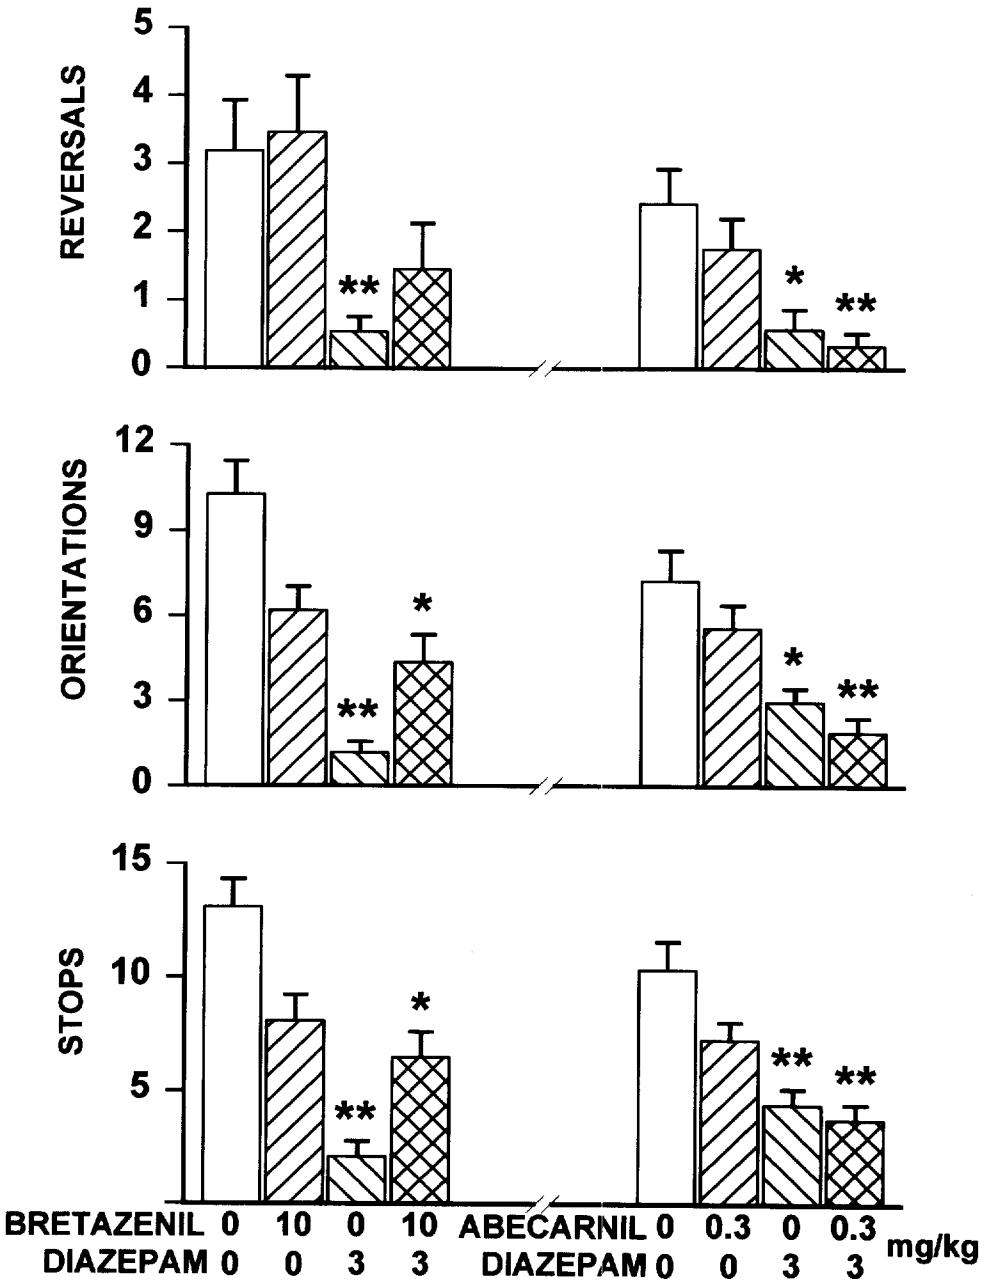 5
4
3
2
1
0
REVERSALS
** * **
12
9
6
3
0
ORIENTATIONS
** * * **
15
10
5
STOPS
** * ** **
BRETAZENIL 0 10 0 10 ABECARNIL 0 0.3 0 0.3
DIAZEPAM 0 0 3 3 DIAZEPAM 0 0 3 3
mg/kg